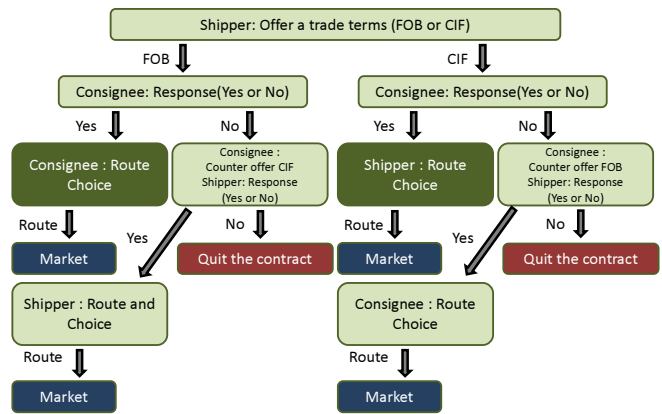 Shipper: Offer a trade terms (FOB or CIF)
FOB
CIF
Consignee: Response(Yes or No)
Consignee: Response(Yes or No)
Yes
No
Yes
No
Consignee : Route
Choice
Consignee :
Counter offer CIF
Shipper: Response
(Yes or No)
Shipper : Route
Choice
Consignee :
Counter offer FOB
Shipper: Response
(Yes or No)
Route
Yes
No
Route
Yes
No
Market
Quit the contract
Market
Quit the contract
Shipper : Route and
Choice
Consignee : Route
Choice
Route
Route
Market
Market